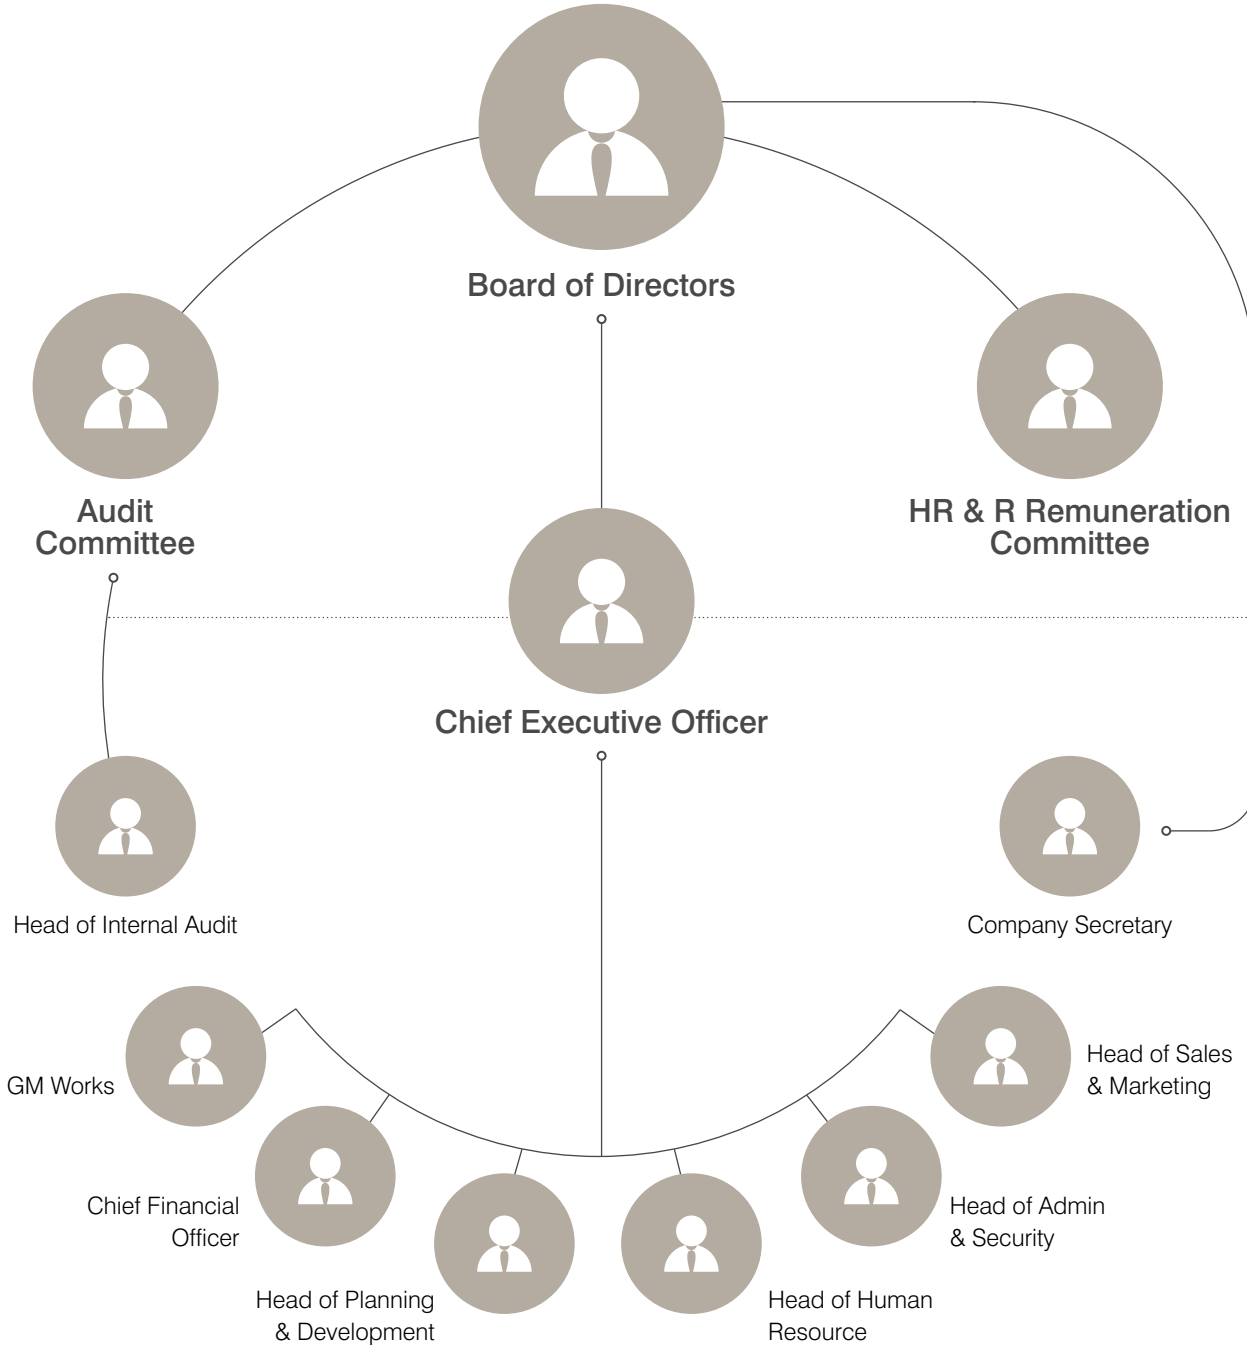 Board of Directors
Audit
Committee
HR & R Remuneration
Committee
Chief Executive Officer
Head of Internal Audit
Company Secretary
GM Works
Head of Sales
& Marketing
Chief Financial
Officer
Head of Admin
& Security
Head of Planning
& Development
Head of Human
Resource